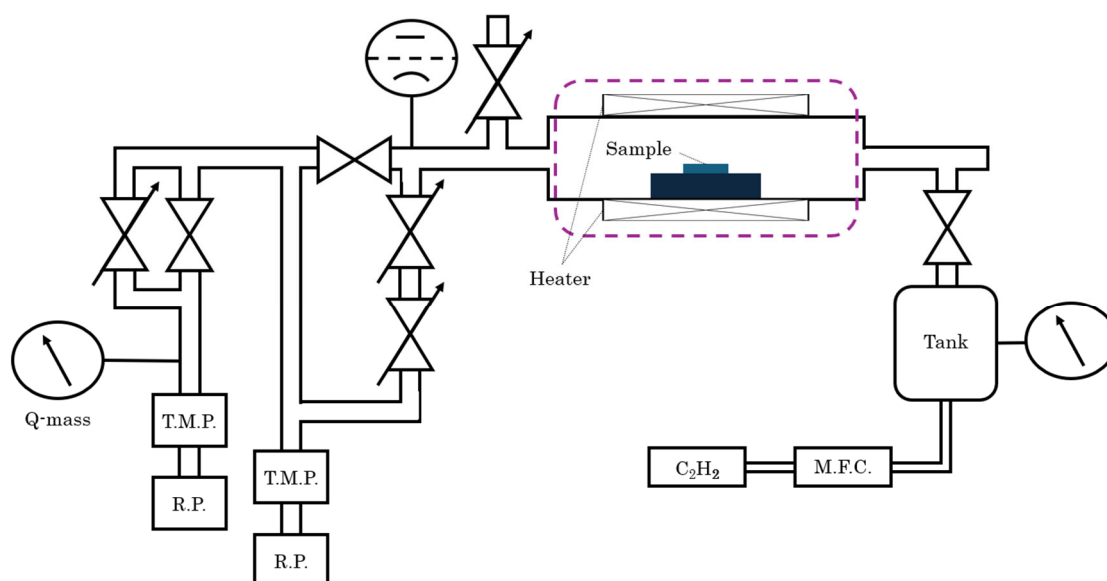 Sample
Heater
Tank
Q-mass
T.M.P.
R.P.
T.M.P.
R.P.
C₂H₂
M.F.C.